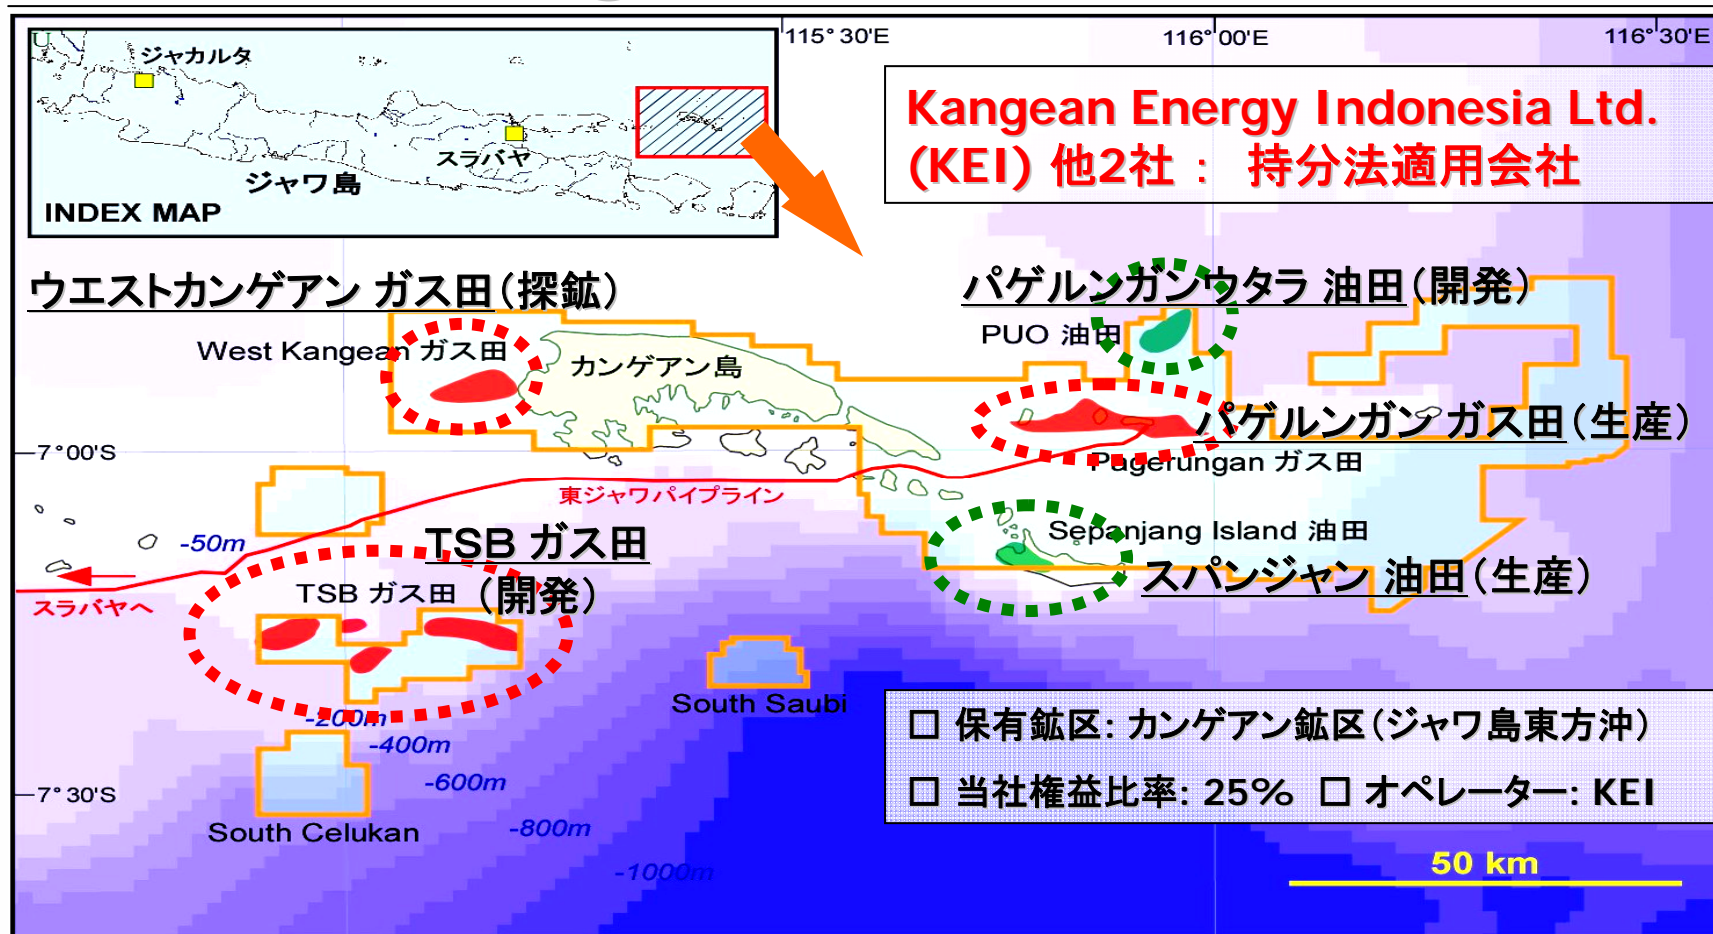 U
ジャカルタ
スラバヤ
ジャワ島
INDEX MAP
115°30'E
116°00'E
116°30'E
Kangean Energy Indonesia Ltd.
(KEI) 他2社 : 持分法適用会社
ウエストカンゲアン ガス田(探鉱)
パゲルンガンウタラ 油田(開発)
PUO 油田
West Kangean ガス田
カンゲアン島
パゲルンガン ガス田(生産)
7°00'S
Pagerungan ガス田
東ジャワパイプライン
Sepanjang Island 油田
-50m
TSB ガス田
スパンジャン 油田(生産)
TSB ガス田 (開発)
スラバヤへ
South Saubi
-200m
-400m
-600m
-800m
-1000m
7°30'S
South Celukan
□ 保有鉱区: カンゲアン鉱区(ジャワ島東方沖)
□ 当社権益比率: 25% □ オペレーター: KEI
50 km